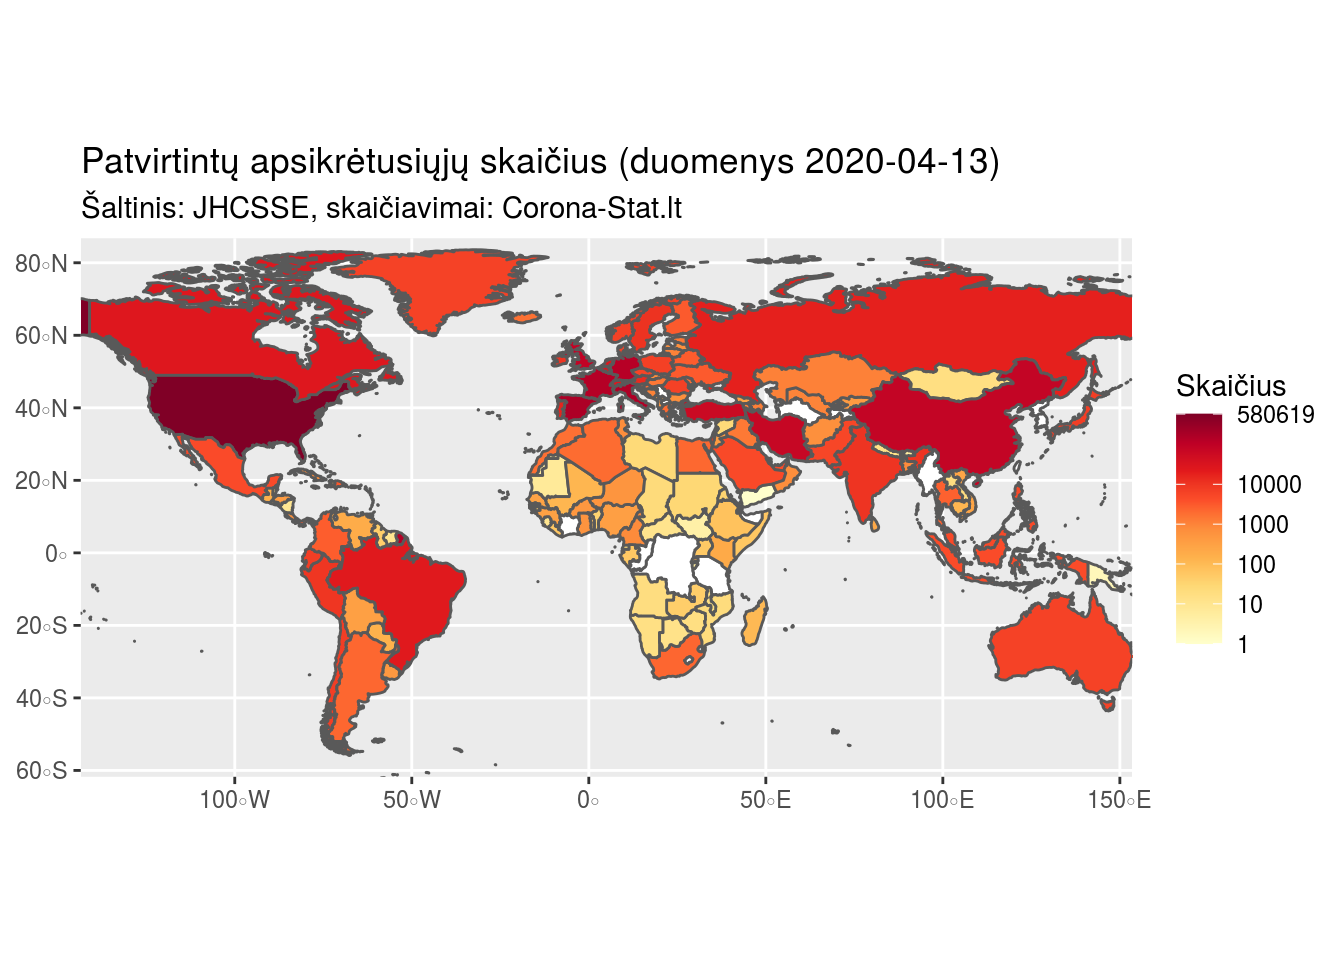 Patvirtintų apsikrėtusiųjų skaičius (duomenys 2020-04-13)
Šaltinis: JHCSSE, skaičiavimai: Corona-Stat.lt
80°N
60°N
40°N
20°N
0°
20°S
40°S
60°S
100°W
50°W
0°
50°E
100°E
150°E
Skaičius
580619
10000
1000
100
10
1